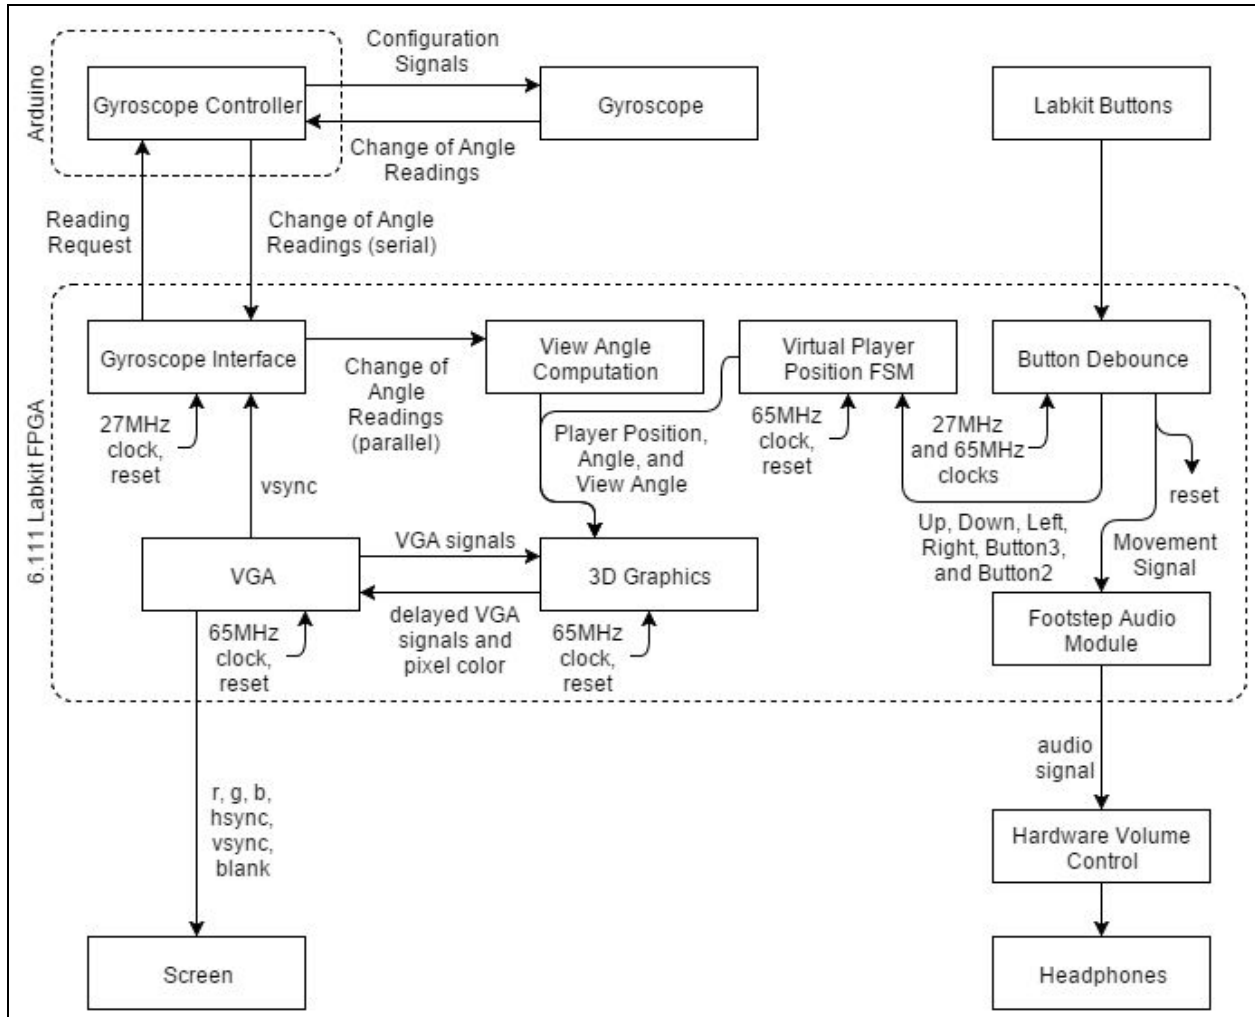 Arduino
Gyroscope Controller
Configuration
Signals
Gyroscope
Change of Angle
Readings
Labkit Buttons
Reading
Request
Change of Angle
Readings (serial)
6.111 Labkit FPGA
Gyroscope Interface
27MHz
clock,
reset
Change of
Angle
Readings
(parallel)
View Angle
Computation
Virtual Player
Position FSM
65MHz
clock,
reset
Player Position,
Angle, and
View Angle
Button Debounce
27MHz
and 65MHz
clocks
reset
Up, Down, Left,
Right, Button3,
and Button2
Movement
Signal
vsync
VGA
65MHz
clock,
reset
VGA signals
delayed VGA
signals and
pixel color
3D Graphics
65MHz
clock,
reset
Footstep Audio
Module
r, g, b,
hsync,
vsync,
blank
audio
signal
Hardware Volume
Control
Screen
Headphones